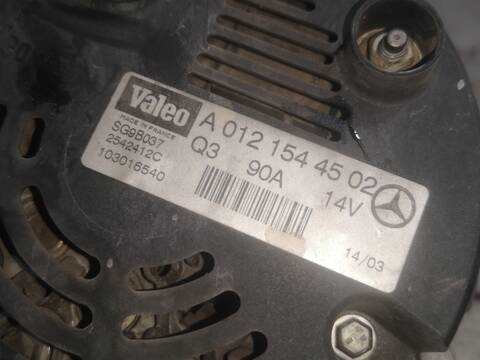 Valeo
MADE IN FRANCE
SG9B037
2542412C
103016540
A 012 154 45 02
Q3 90A 14V
14/03